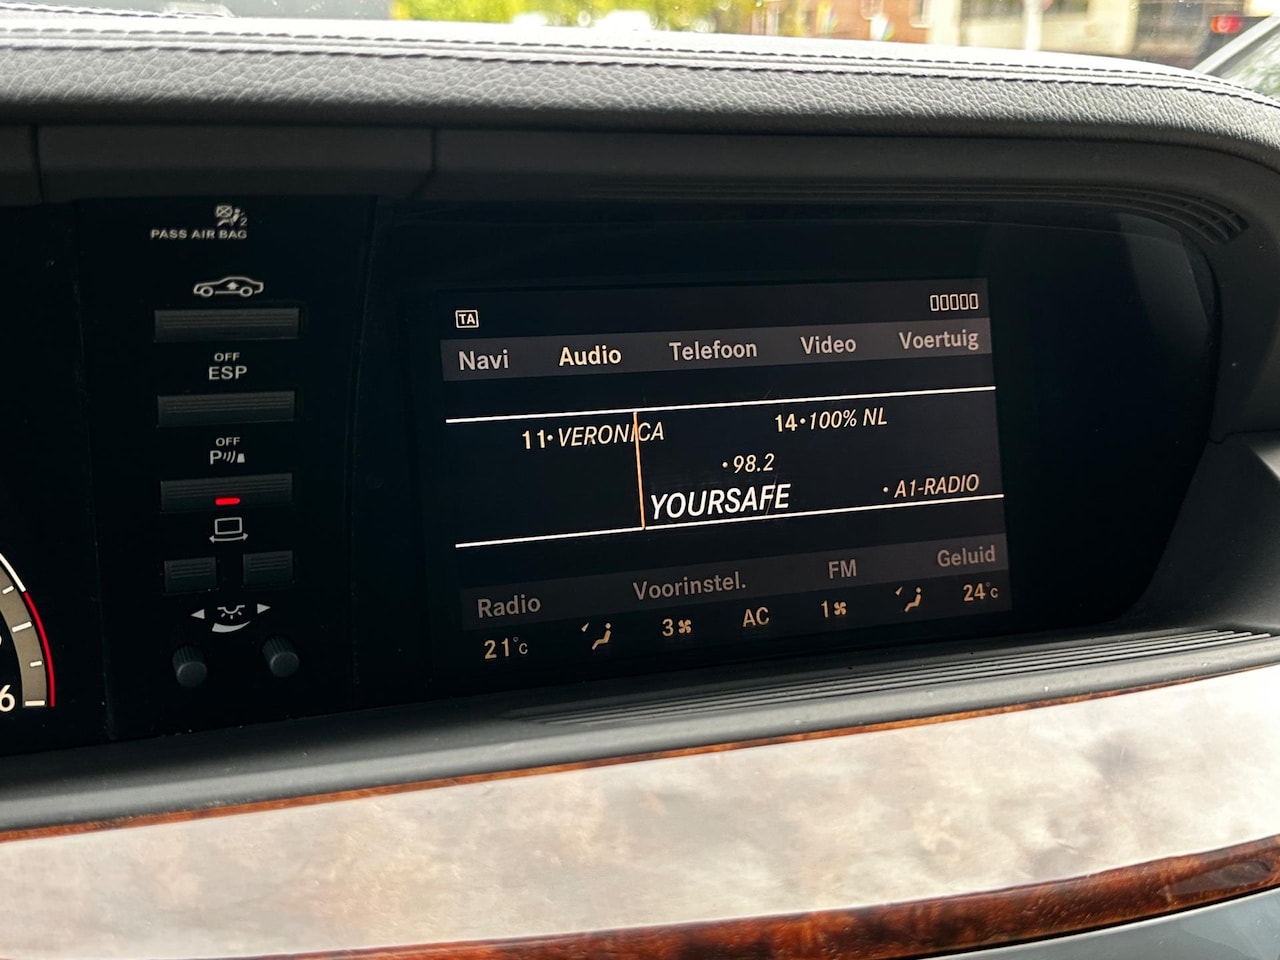 PASS AIR BAG
2
OFF
ESP
OFF
P
6
TA
Navi Audio Telefoon Video Voertuig
11•VERONICA 14•100% NL
•98.2
YOURSAFE •A1-RADIO
Radio Voorinstel. FM Geluid
21°C 3 AC 1 24°C